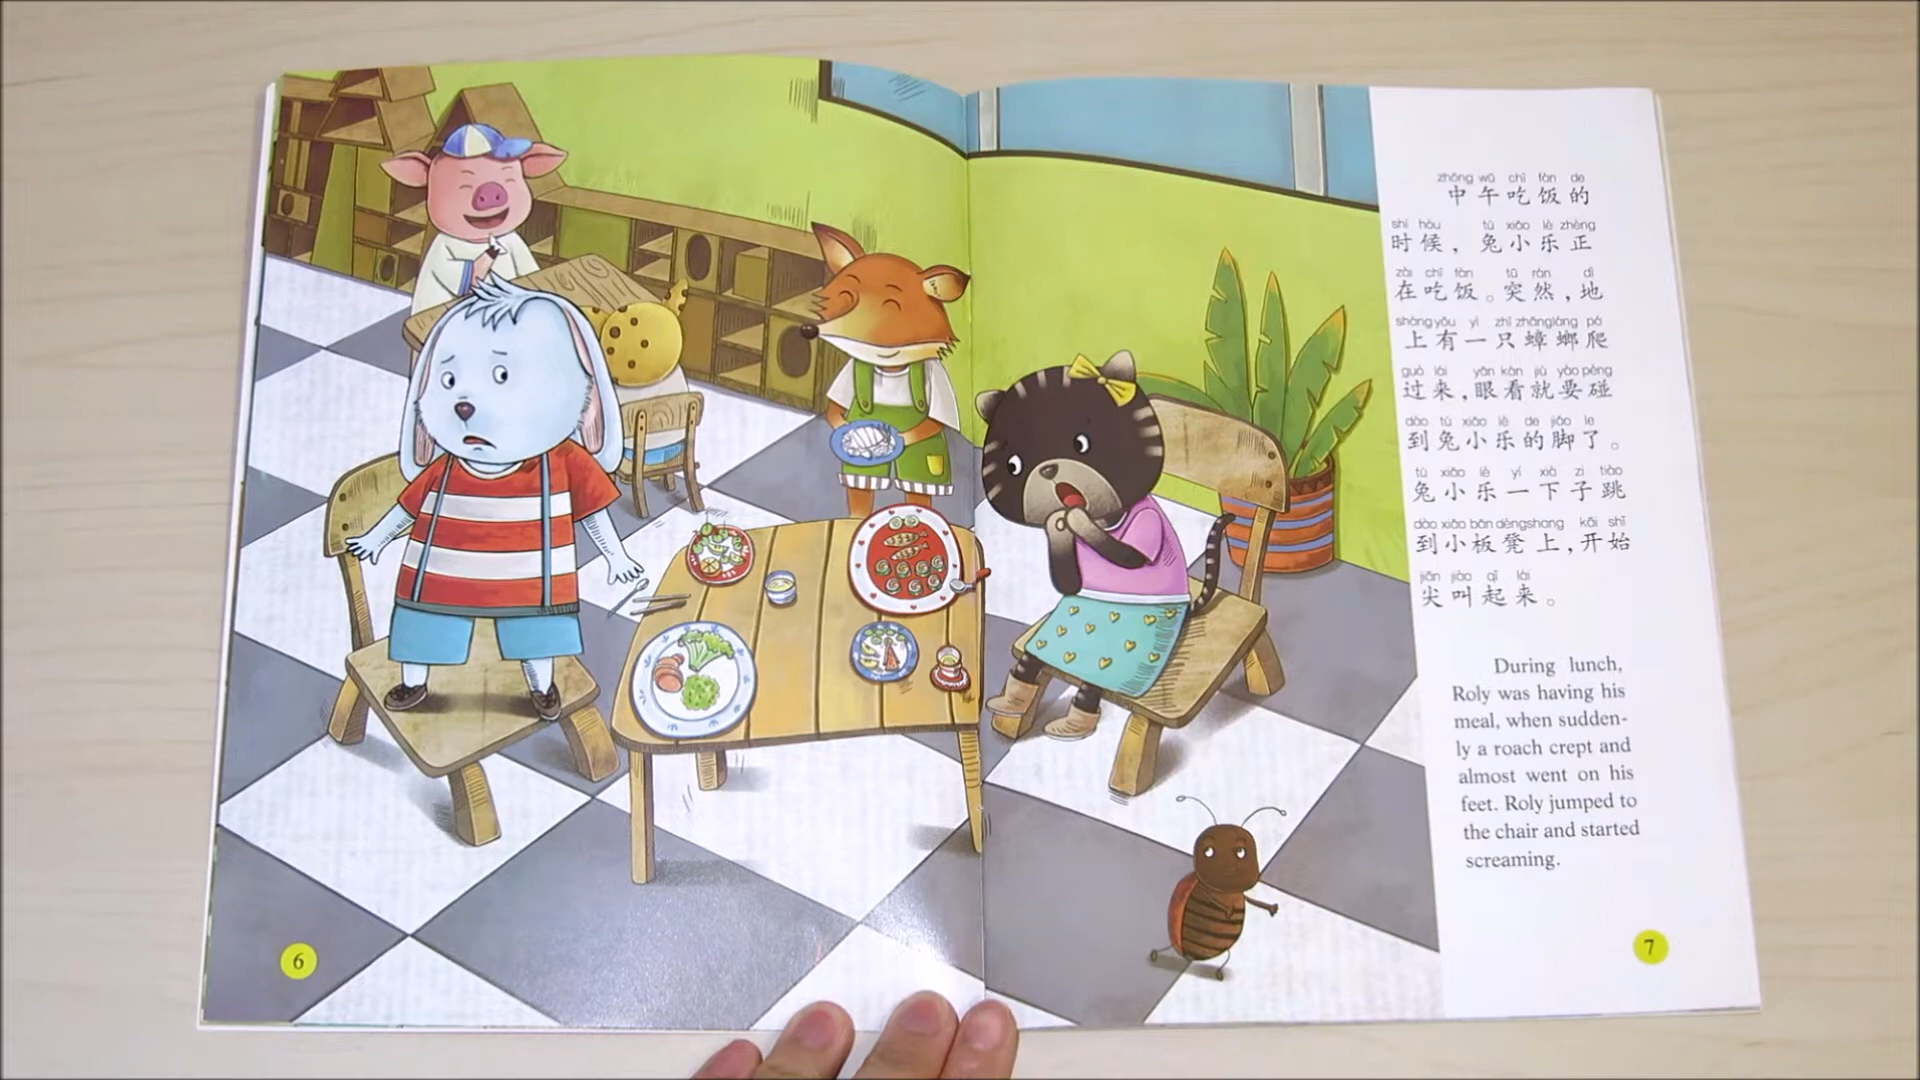 zhōng wǔ chī fàn de
中午吃饭的
shí hòu tù xiǎo lè zhèng
时候，兔小乐正
zài chī fàn tū rán dì
在吃饭。突然，地
shàng yǒu yì zhī zhāng láng pá
上有一只蟑螂爬
guò lái yǎn kàn jiù yào pèng
过来，眼看就要碰
dào tù xiǎo lè de jiǎo le
到兔小乐的脚了。
tù xiǎo lè yí xià zi tiào
兔小乐一下子跳
dào xiǎo bǎn dèng shang kāi shǐ
到小板凳上，开始
jiān jiào qǐ lái
尖叫起来。
During lunch,
Roly was having his
meal, when sudden-
ly a roach crept and
almost went on his
feet. Roly jumped to
the chair and started
screaming.
6
7